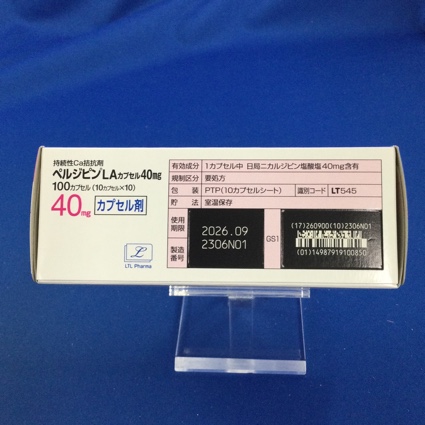 持続性Ca拮抗剤
ペルジピンLAカプセル40mg
100カプセル(10カプセル×10)
40mg カプセル剤
L
LTL Pharma
有効成分 1カプセル中 日局ニカルジピン塩酸塩40mg含有
規制区分 要処方
包装 PTP(10カプセルシート) 識別コード LT545
貯法 室温保存
使用期限 2026.09
製造番号 2306N01
GS1
(17)260900(10)2306N01
(01)14987919100850